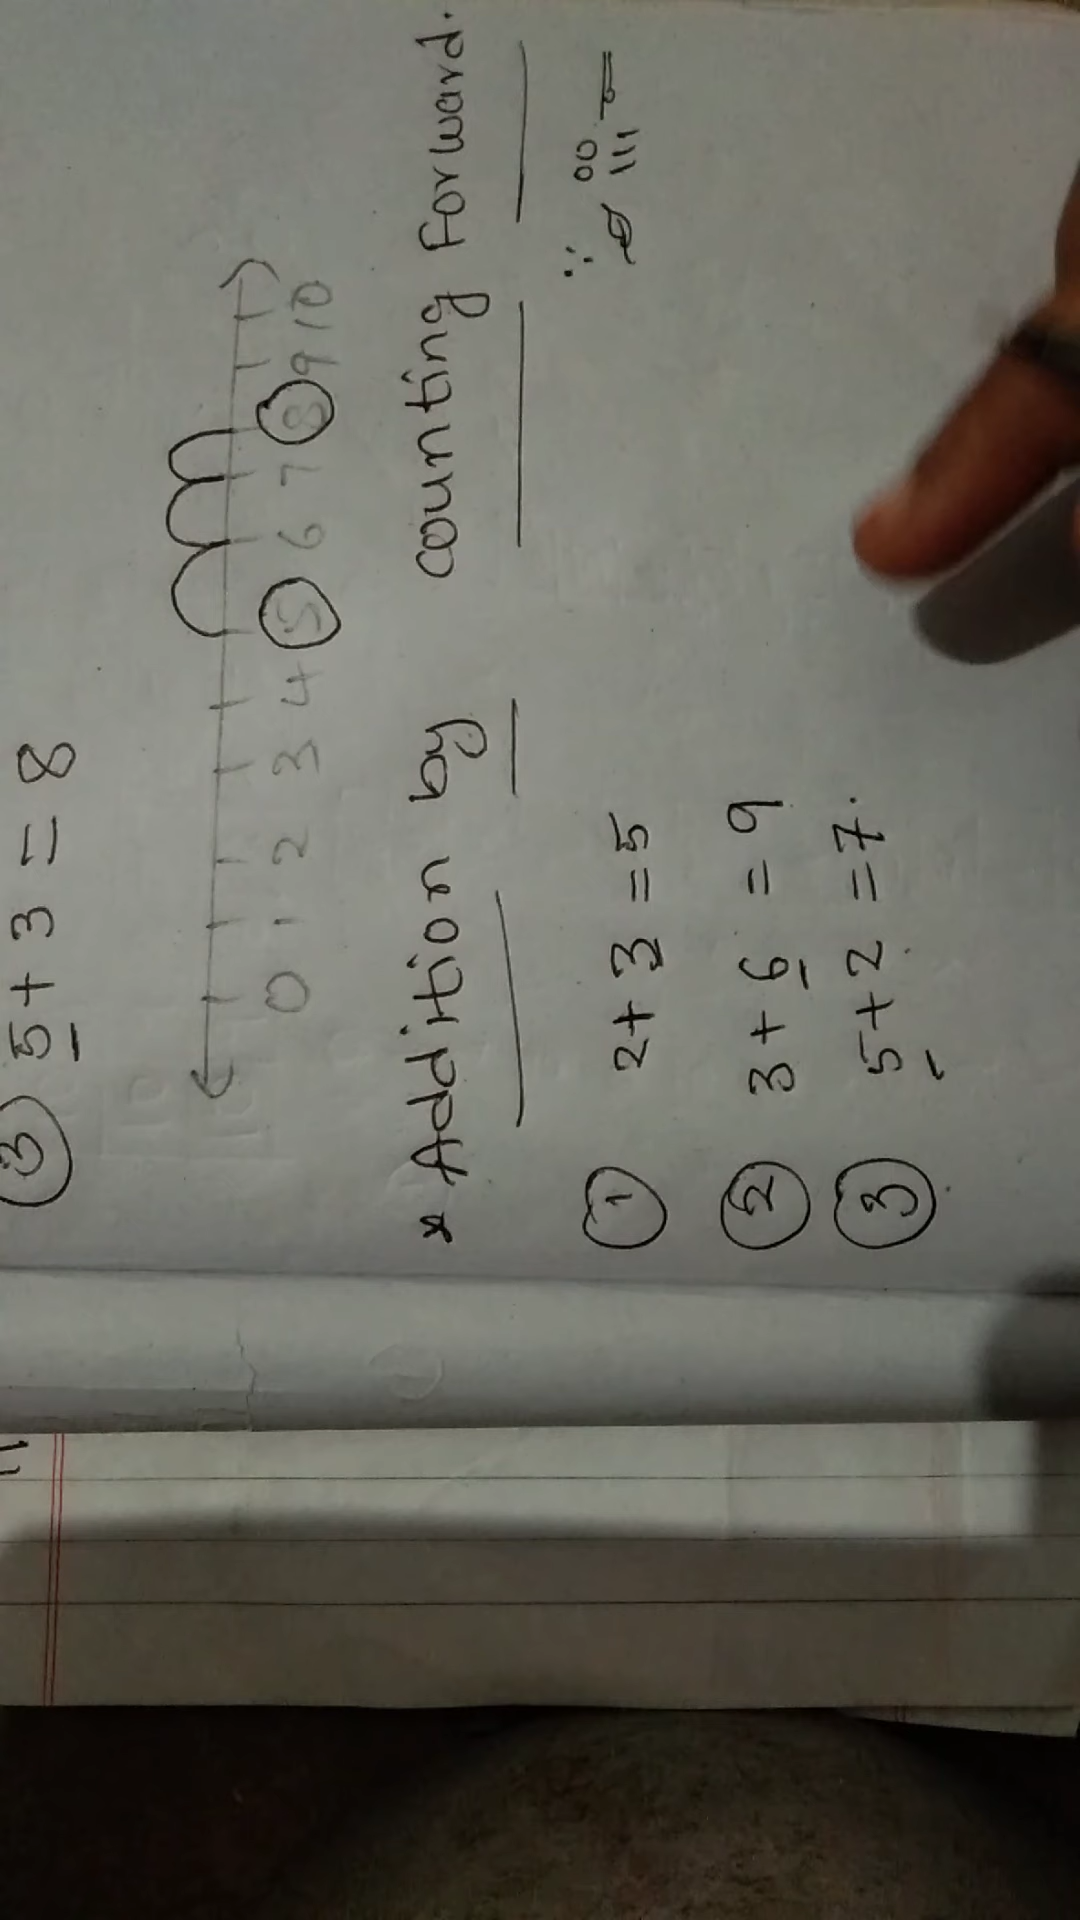 ③ 5 + 3 = 8
0 1 2 3 4 5 6 7 8 9 10
* Addition by counting forward.
① 2 + 3 = 5
② 3 + 6 = 9
③ 5 + 2 = 7.